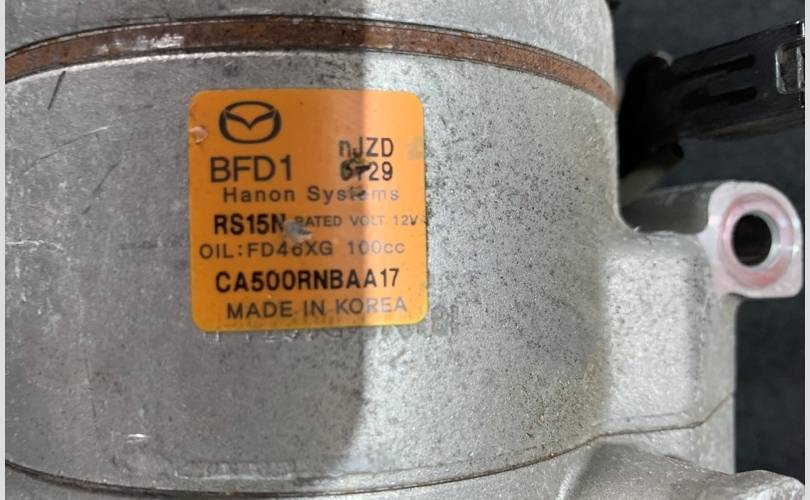 nJZD
BFD1
Hanon Systems
RS15N RATED VOLT 12V
OIL:FD46XG 100cc
CA500RNBAA17
MADE IN KOREA